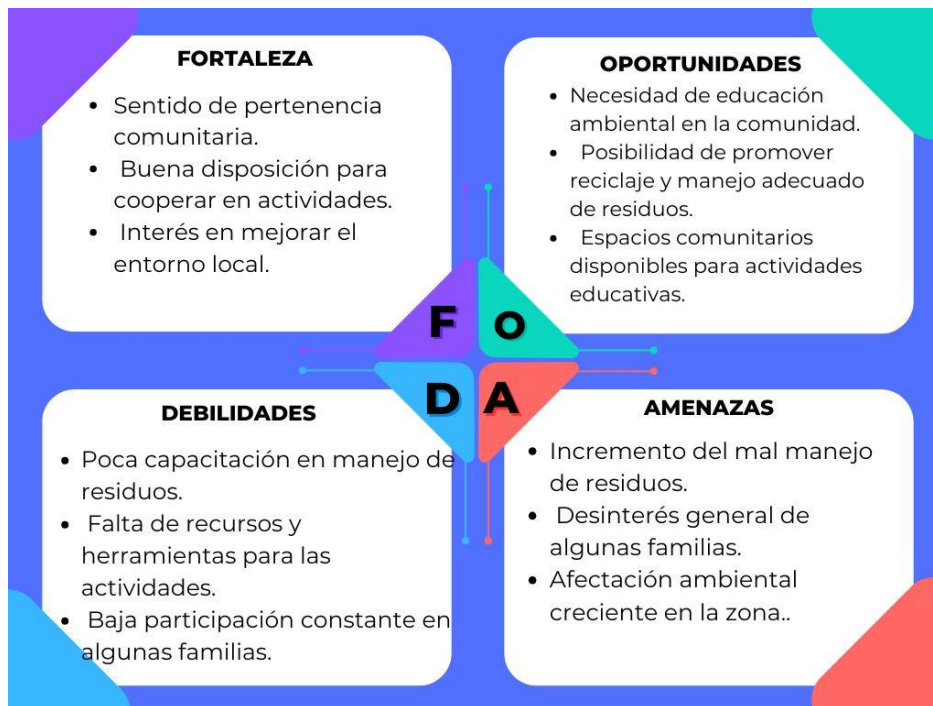 FORTALEZA
• Sentido de pertenencia
comunitaria.
• Buena disposición para
cooperar en actividades.
• Interés en mejorar el
entorno local.
OPORTUNIDADES
• Necesidad de educación
ambiental en la comunidad.
• Posibilidad de promover
reciclaje y manejo adecuado
de residuos.
• Espacios comunitarios
disponibles para actividades
educativas.
F O
D A
DEBILIDADES
• Poca capacitación en manejo de
residuos.
• Falta de recursos y
herramientas para las
actividades.
• Baja participación constante en
algunas familias.
AMENAZAS
• Incremento del mal manejo
de residuos.
• Desinterés general de
algunas familias.
• Afectación ambiental
creciente en la zona..